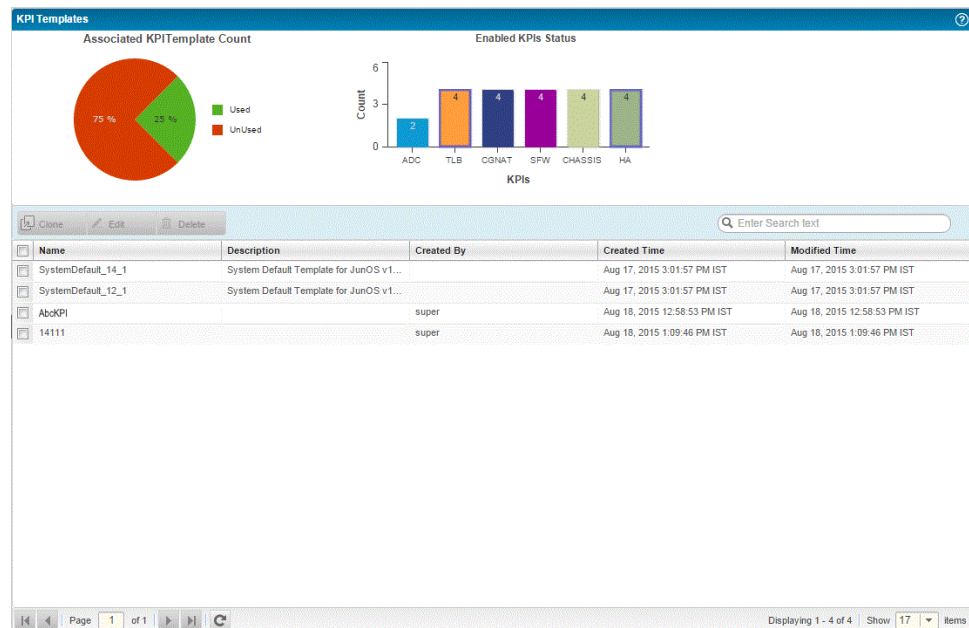 KPI Templates
Associated KPITemplate Count
75 %
25 %
Used
UnUsed
Enabled KPIs Status
Count
6
3
0
2
4
4
4
4
4
ADC TLB CGNAT SFW CHASSIS HA
KPIs
Clone Edit Delete
Enter Search text
Name Description Created By Created Time Modified Time
SystemDefault_14_1 System Default Template for JunOS v1... Aug 17, 2015 3:01:57 PM IST Aug 17, 2015 3:01:57 PM IST
SystemDefault_12_1 System Default Template for JunOS v1... Aug 17, 2015 3:01:57 PM IST Aug 17, 2015 3:01:57 PM IST
AbcKPI super Aug 18, 2015 12:58:53 PM IST Aug 18, 2015 12:58:53 PM IST
14111 super Aug 18, 2015 1:09:46 PM IST Aug 18, 2015 1:09:46 PM IST
Page 1 of 1 Displaying 1 - 4 of 4 Show 17 items